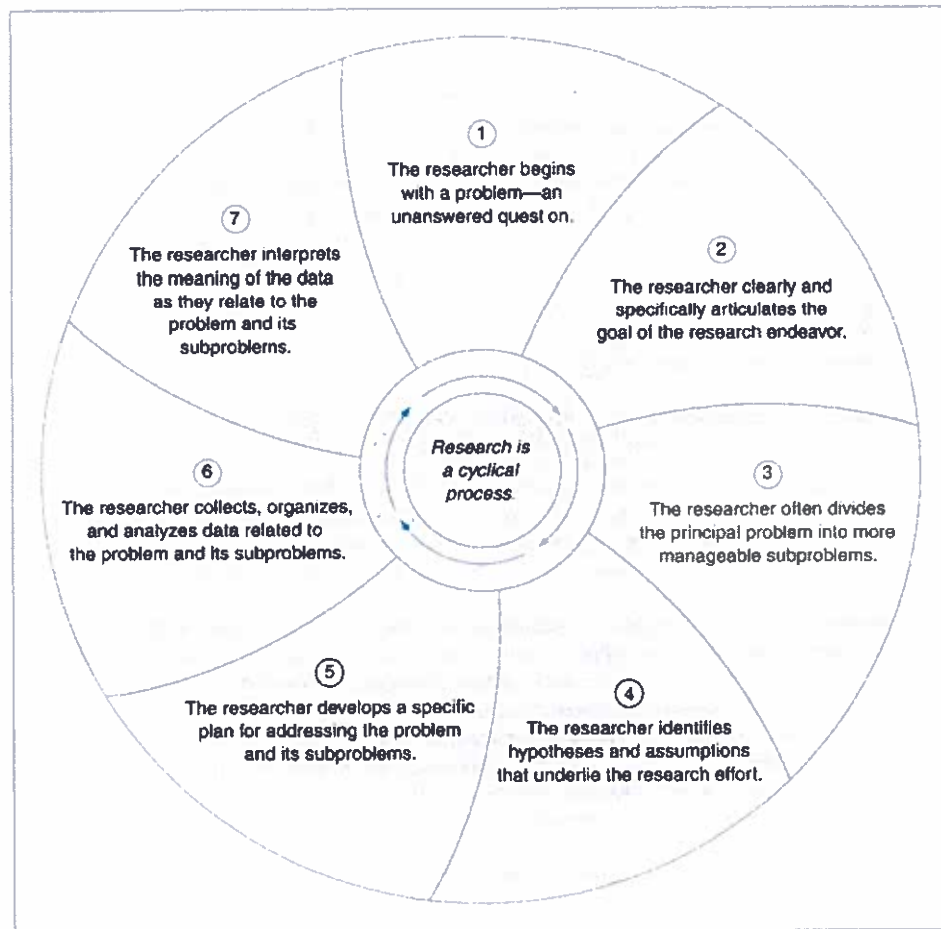 1
The researcher begins
with a problem—an
unanswered quest on.
2
The researcher clearly and
specifically articulates the
goal of the research endeavor.
3
The researcher often divides
the principal problem into more
manageable subproblems.
4
The researcher identifies
hypotheses and assumptions
that underlie the research effort.
5
The researcher develops a specific
plan for addressing the problem
and its subproblems.
6
The researcher collects, organizes,
and analyzes data related to
the problem and its subproblems.
7
The researcher interprets
the meaning of the data
as they relate to the
problem and its
subproblems.
Research is
a cyclical
process.